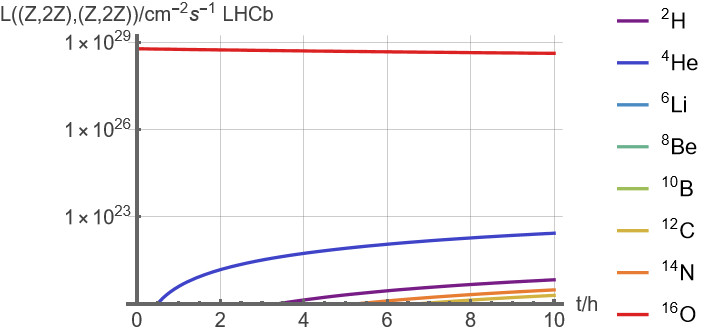 L((Z,2Z),(Z,2Z))/cm⁻²s⁻¹ LHCb
1×10²⁹
1×10²⁶
1×10²³
0 2 4 6 8 10
t/h
²H
⁴He
⁶Li
⁸Be
¹⁰B
¹²C
¹⁴N
¹⁶O